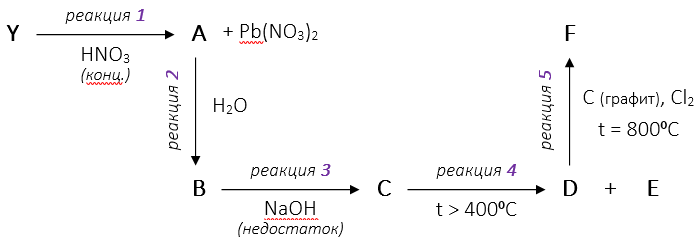 Y реакция 1 A + Pb(NO₃)₂ F
HNO₃
(конц.)
реакция 2
H₂O
реакция 5
C (графит), Cl₂
t = 800⁰C
B реакция 3 C реакция 4 D + E
NaOH t > 400⁰C
(недостаток)